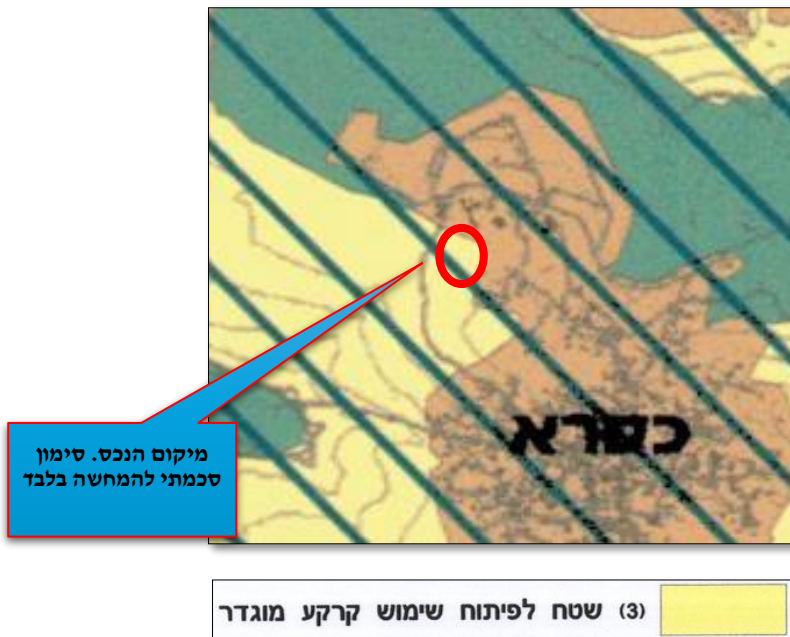 כסרא
מיקום הנכס. סימון
סכמתי להמחשה בלבד
(3) שטח לפיתוח שימוש קרקע מוגדר